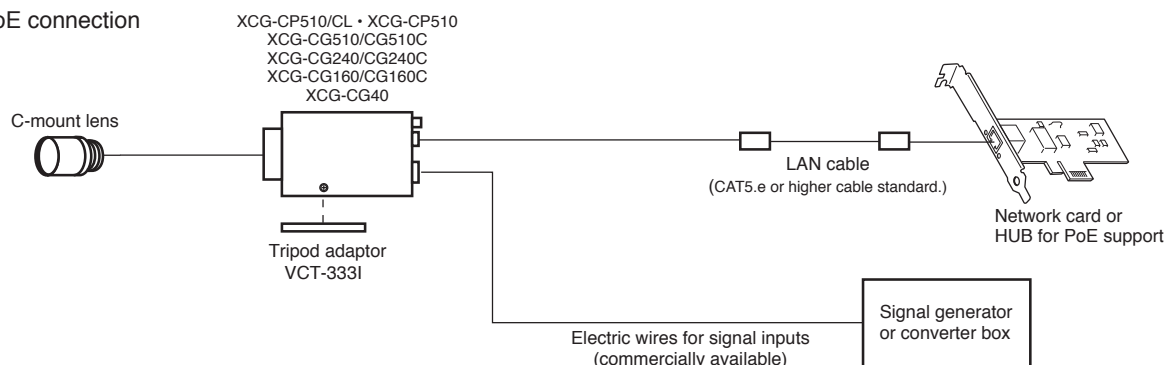 oE connection
XCG-CP510/CL・XCG-CP510
XCG-CG510/CG510C
XCG-CG240/CG240C
XCG-CG160/CG160C
XCG-CG40
C-mount lens
LAN cable
(CAT5.e or higher cable standard.)
Network card or
HUB for PoE support
Tripod adaptor
VCT-333I
Signal generator
or converter box
Electric wires for signal inputs
(commercially available)